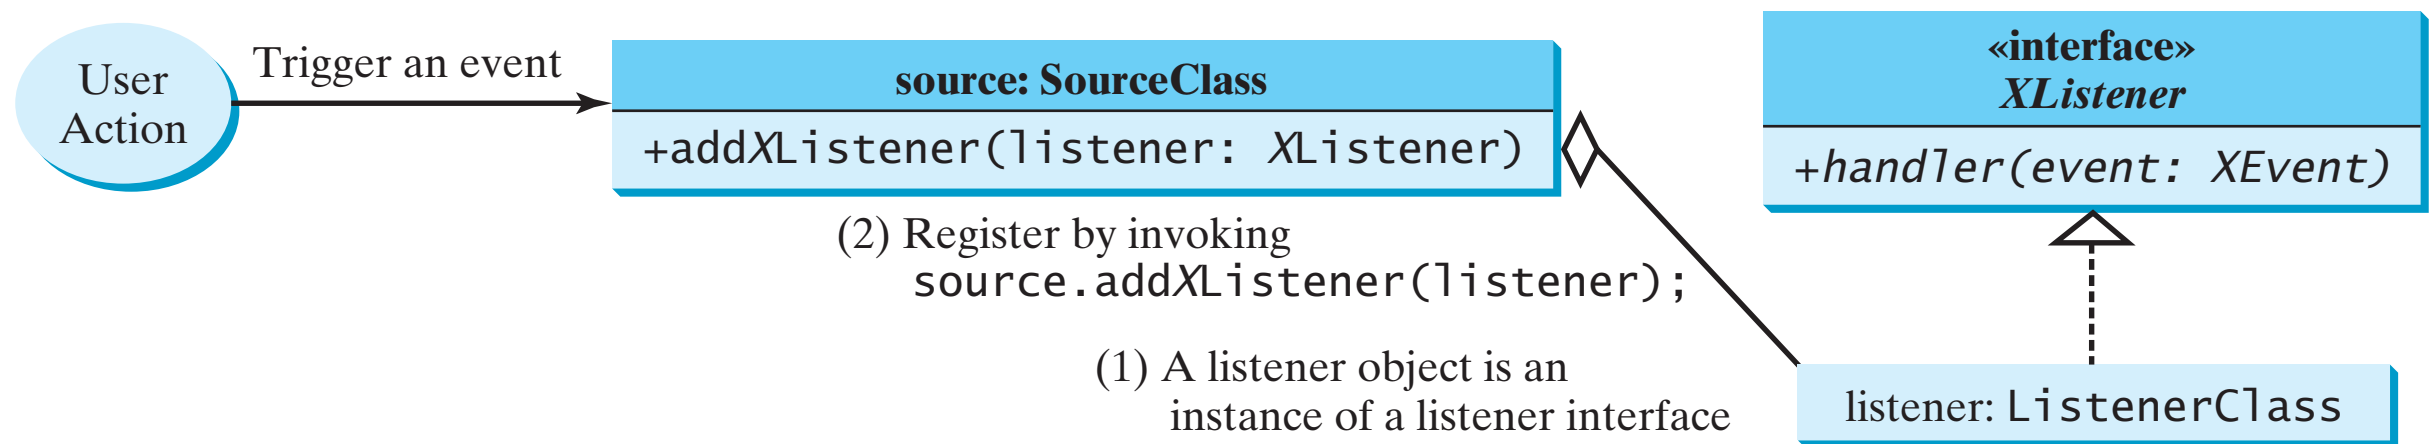 User
Action
Trigger an event
source: SourceClass
+addXListener(listener: XListener)
(2) Register by invoking
source.addXListener(listener);
(1) A listener object is an
instance of a listener interface
«interface»
XListener
+handler(event: XEvent)
listener: ListenerClass